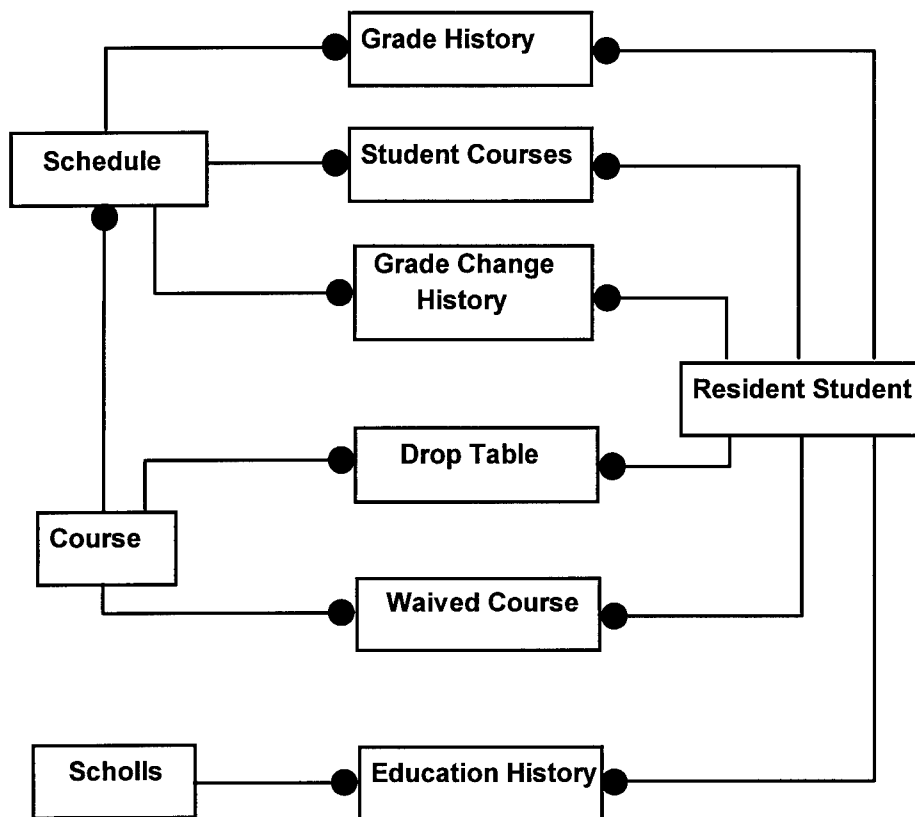 Grade History
Schedule
Student Courses
Grade Change
History
Resident Student
Drop Table
Course
Waived Course
Scholls
Education History